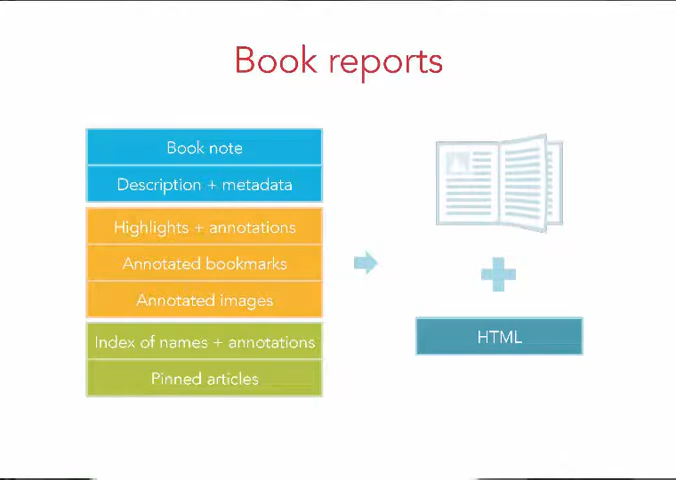 Book reports
Book note
Description + metadata
Highlights + annotations
Annotated bookmarks
Annotated images
Index of names + annotations
Pinned articles
HTML